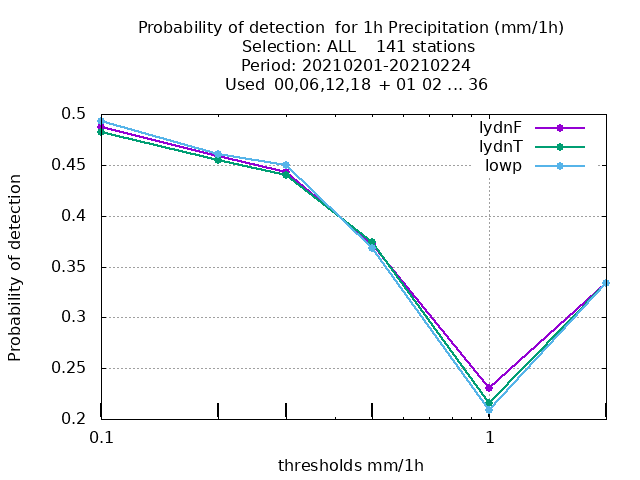 Probability of detection  for 1h Precipitation (mm/1h)
Selection: ALL    141 stations
Period: 20210201-20210224
Used  00,06,12,18  + 01 02 ... 36
lydnF
lydnT
lowp
0.5
0.45
0.4
0.35
0.3
0.25
0.2
Probability of detection
0.1
1
thresholds mm/1h